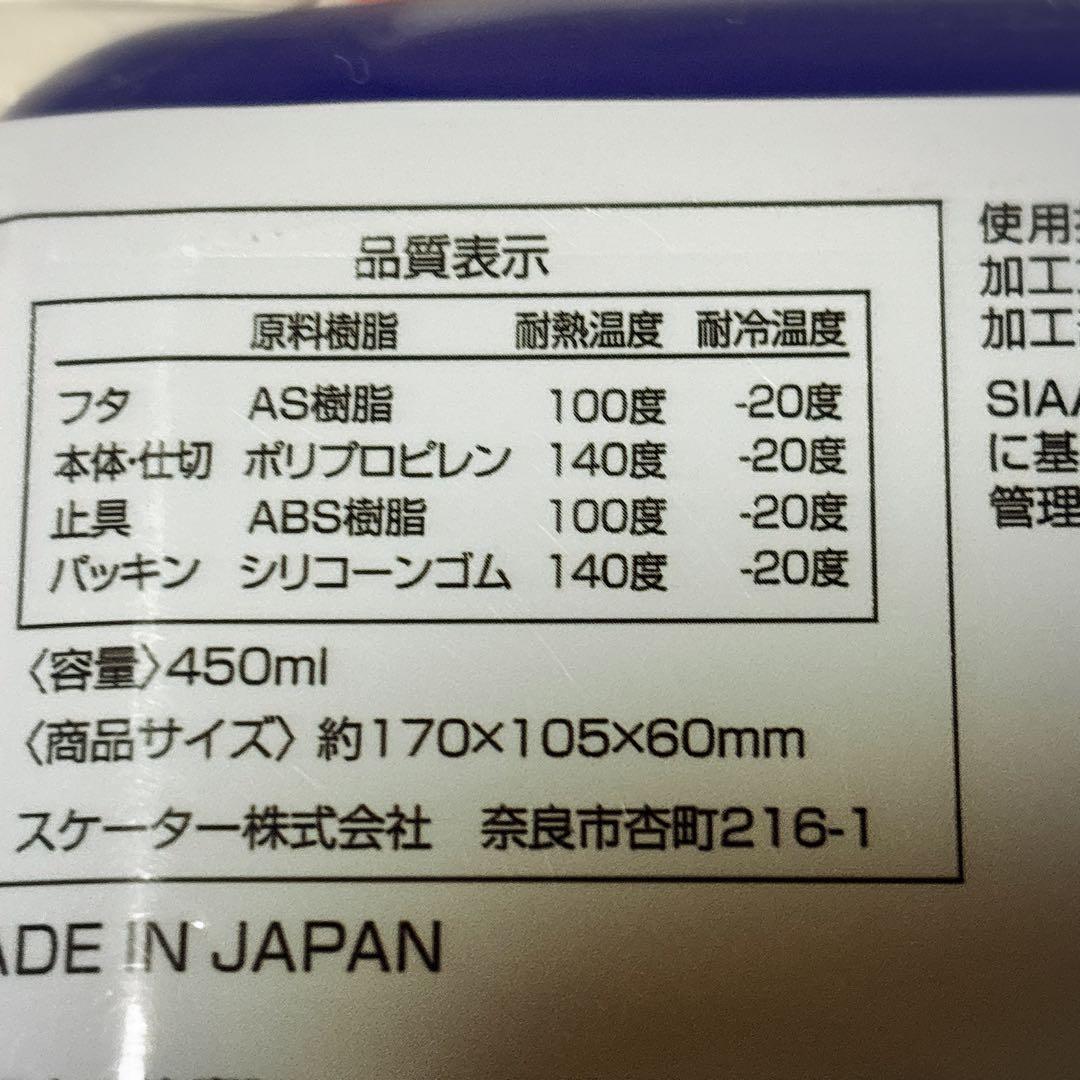 品質表示
原料樹脂 耐熱温度 耐冷温度
フタ AS樹脂 100度 -20度
本体・仕切 ポリプロピレン 140度 -20度
止具 ABS樹脂 100度 -20度
パッキン シリコーンゴム 140度 -20度
〈容量〉450ml
〈商品サイズ〉約170×105×60mm
スケーター株式会社 奈良市杏町216-1
ADE IN JAPAN
使用
加工
加工
SIAA
に基
管理